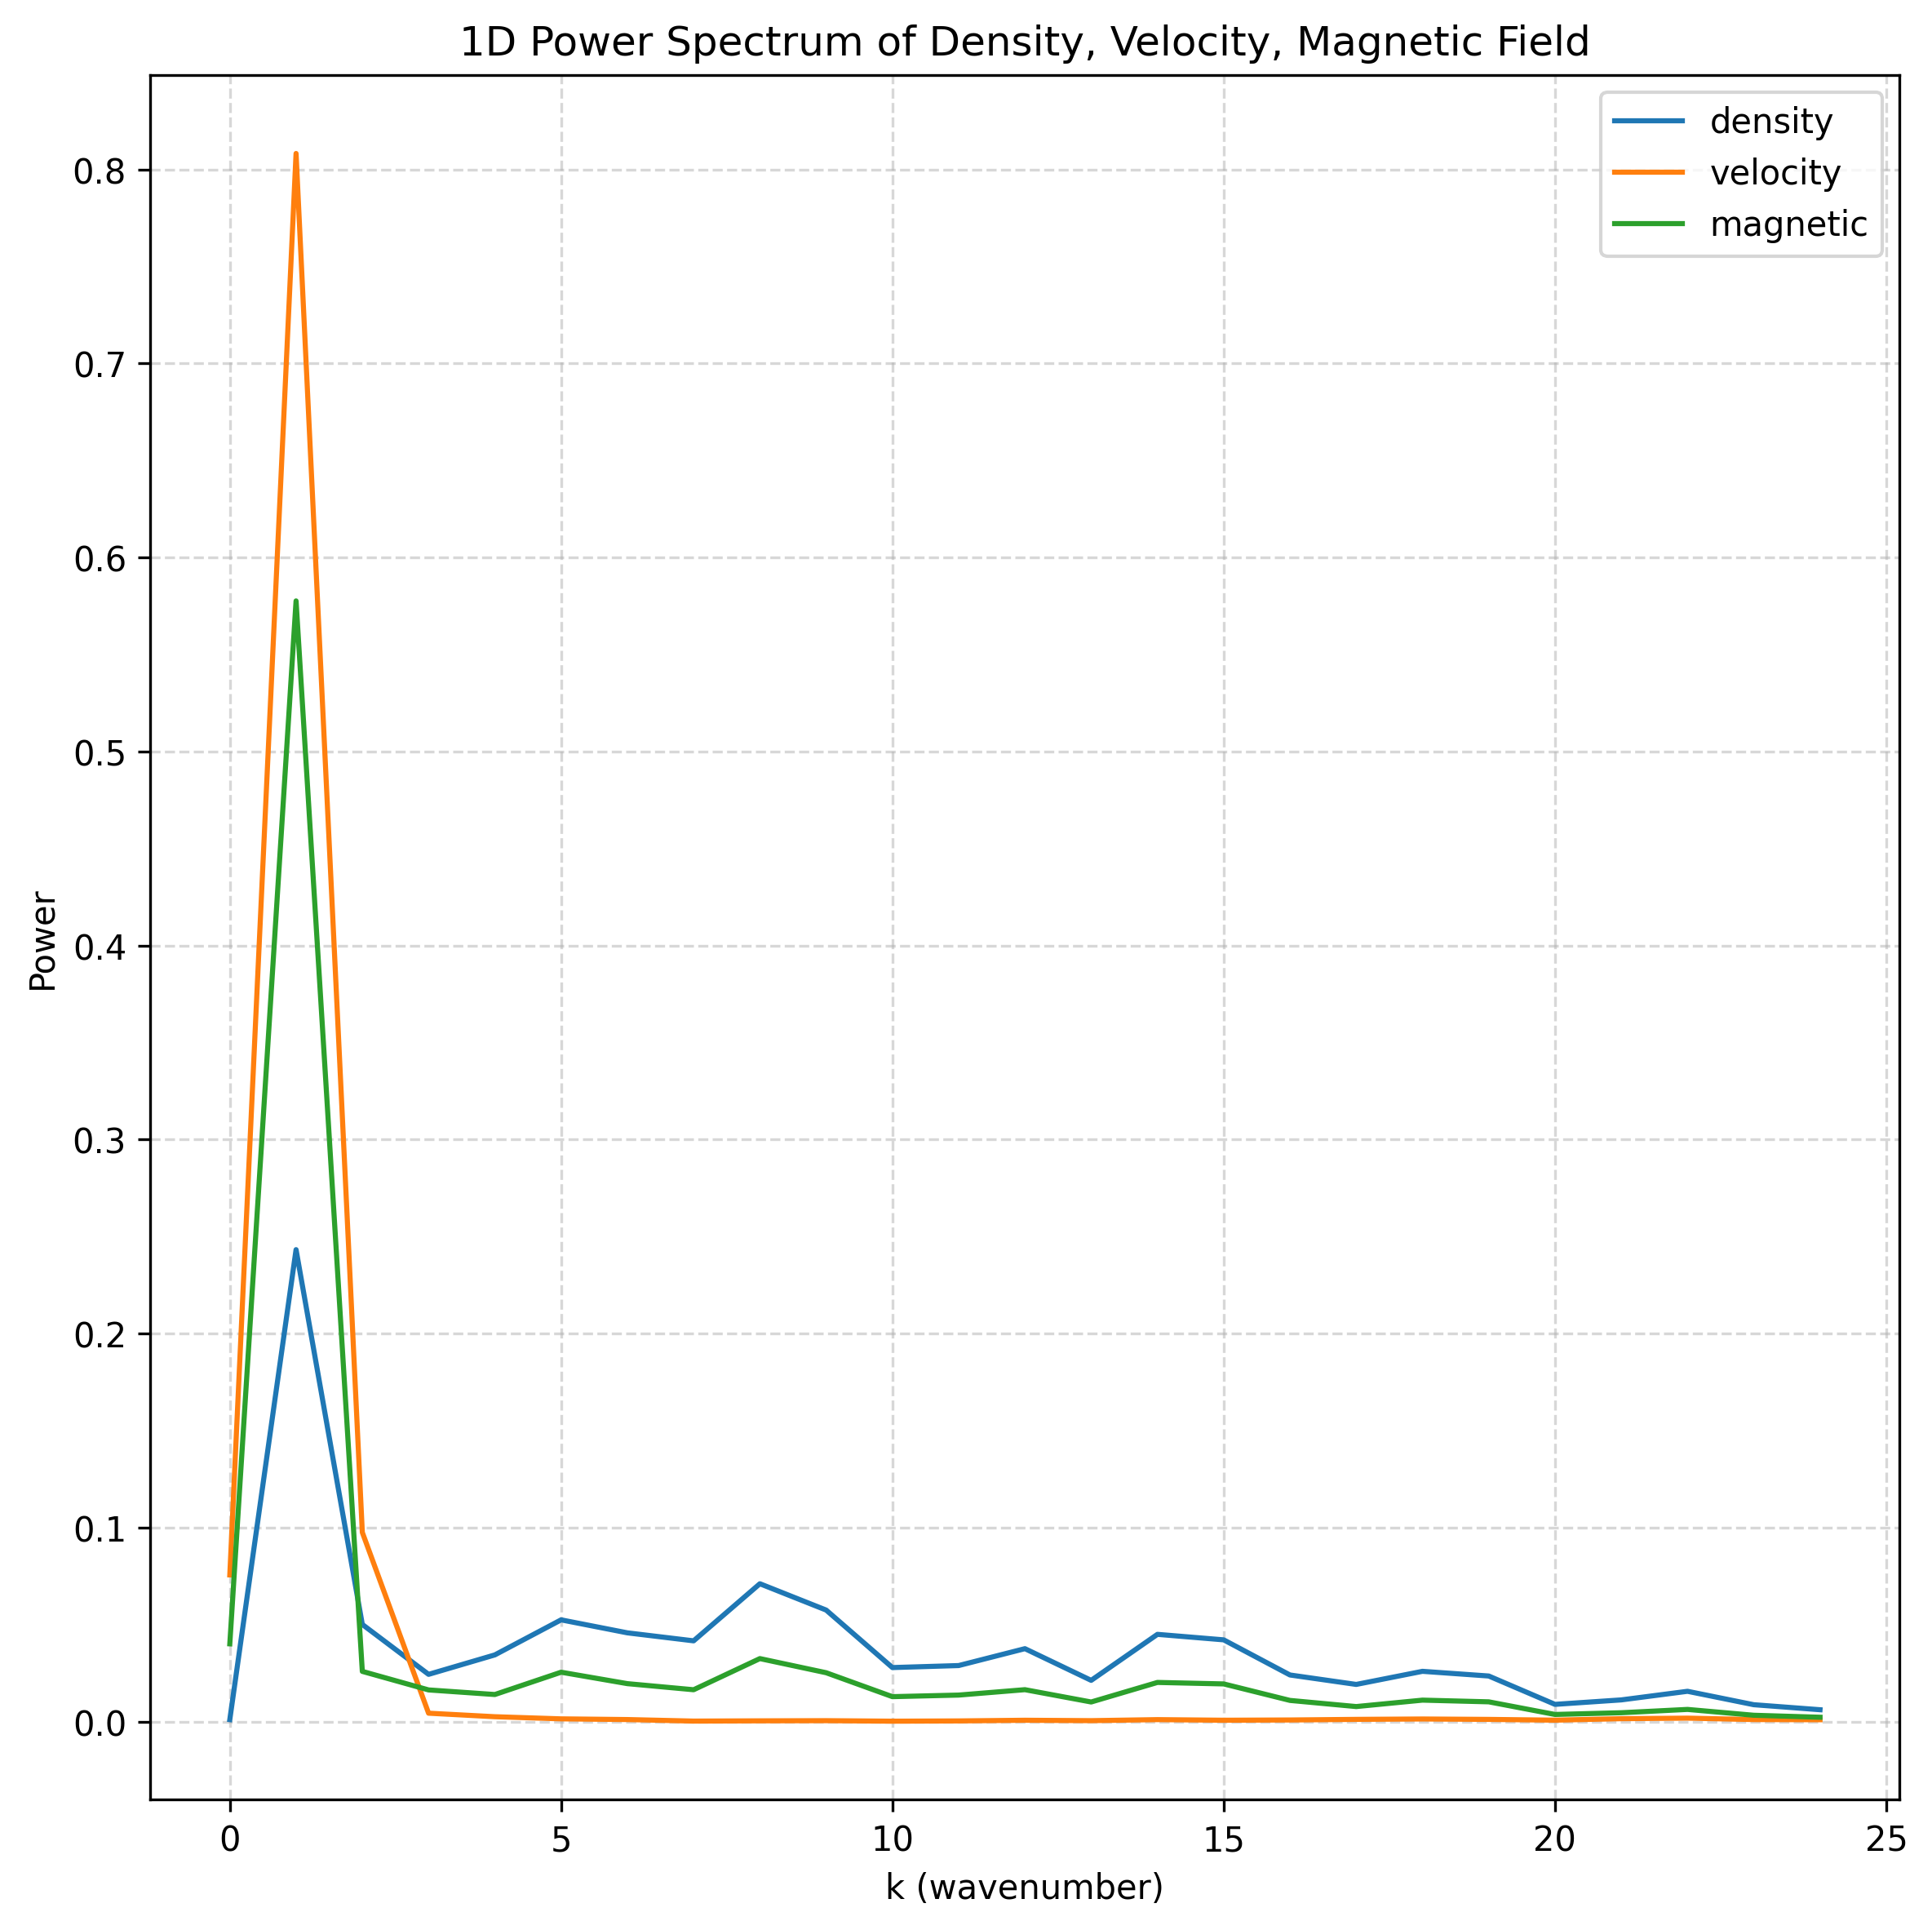 1D Power Spectrum of Density, Velocity, Magnetic Field
density
velocity
magnetic
0.8
0.7
0.6
0.5
0.4
0.3
0.2
0.1
0.0
Power
0 5 10 15 20 25
k (wavenumber)